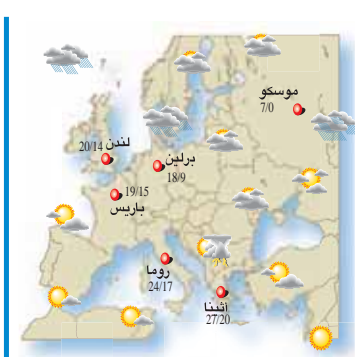 موسكو
7/0
لندن
20/14
برلين
18/9
19/15
باريس
روما
24/17
أثينا
27/20